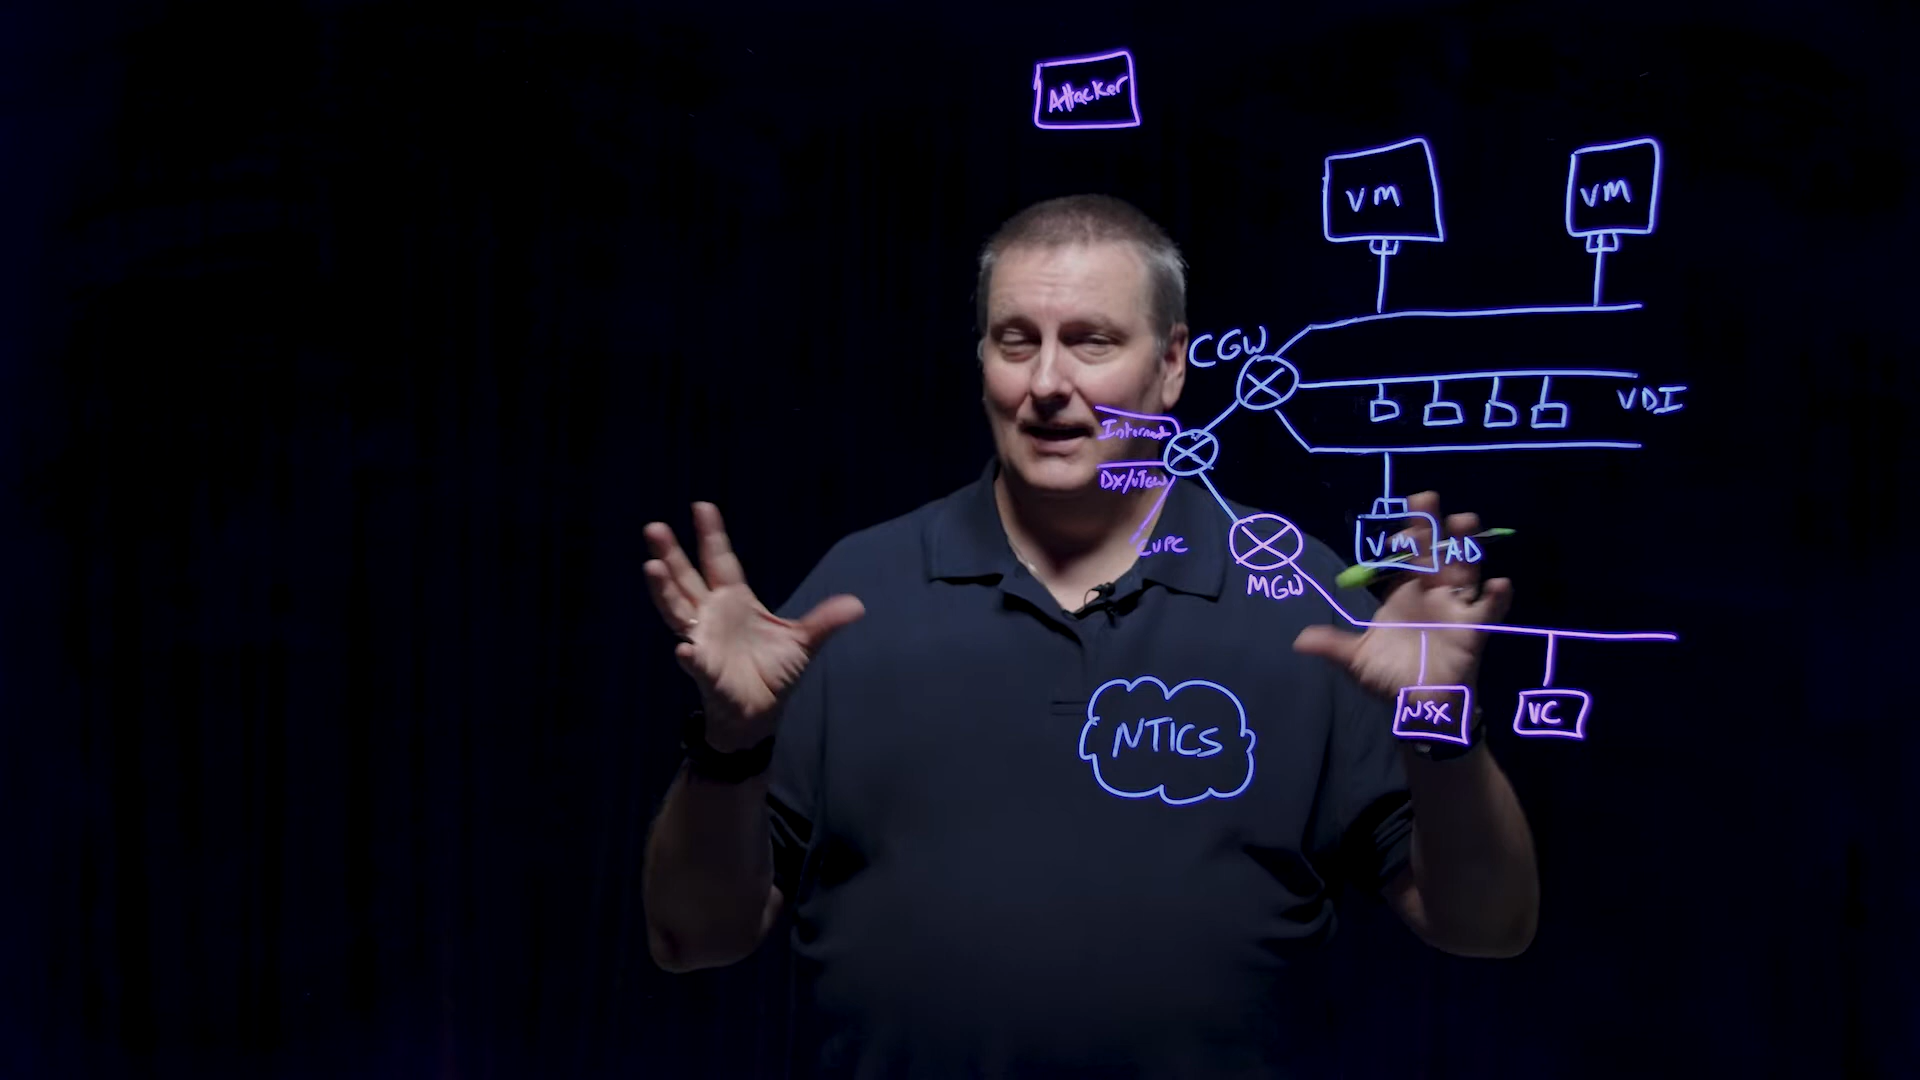 Attacker
VM
VM
CGW
VDI
Internet
DX/vTGW
CVPC
VM
AD
MGW
NSX
VC
NTICS